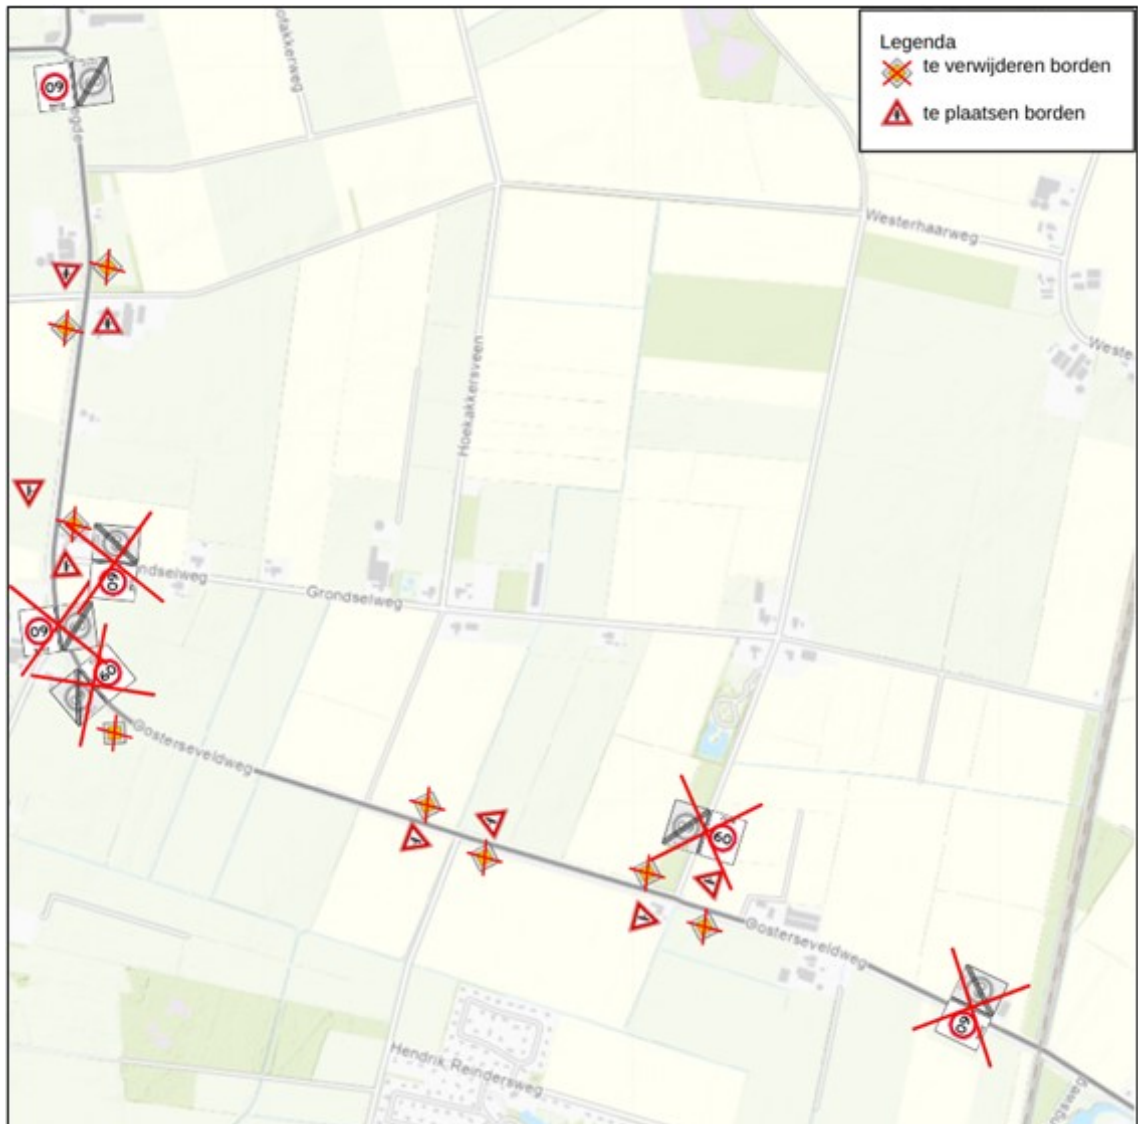 Legenda
te verwijderen borden
te plaatsen borden
60
Westerhaarweg
Hoekakkersveen
60
ndselweg
Grondselweg
60
60
Oosterseveldweg
60
Oosterseveldweg
60
Hendrik Reindersweg